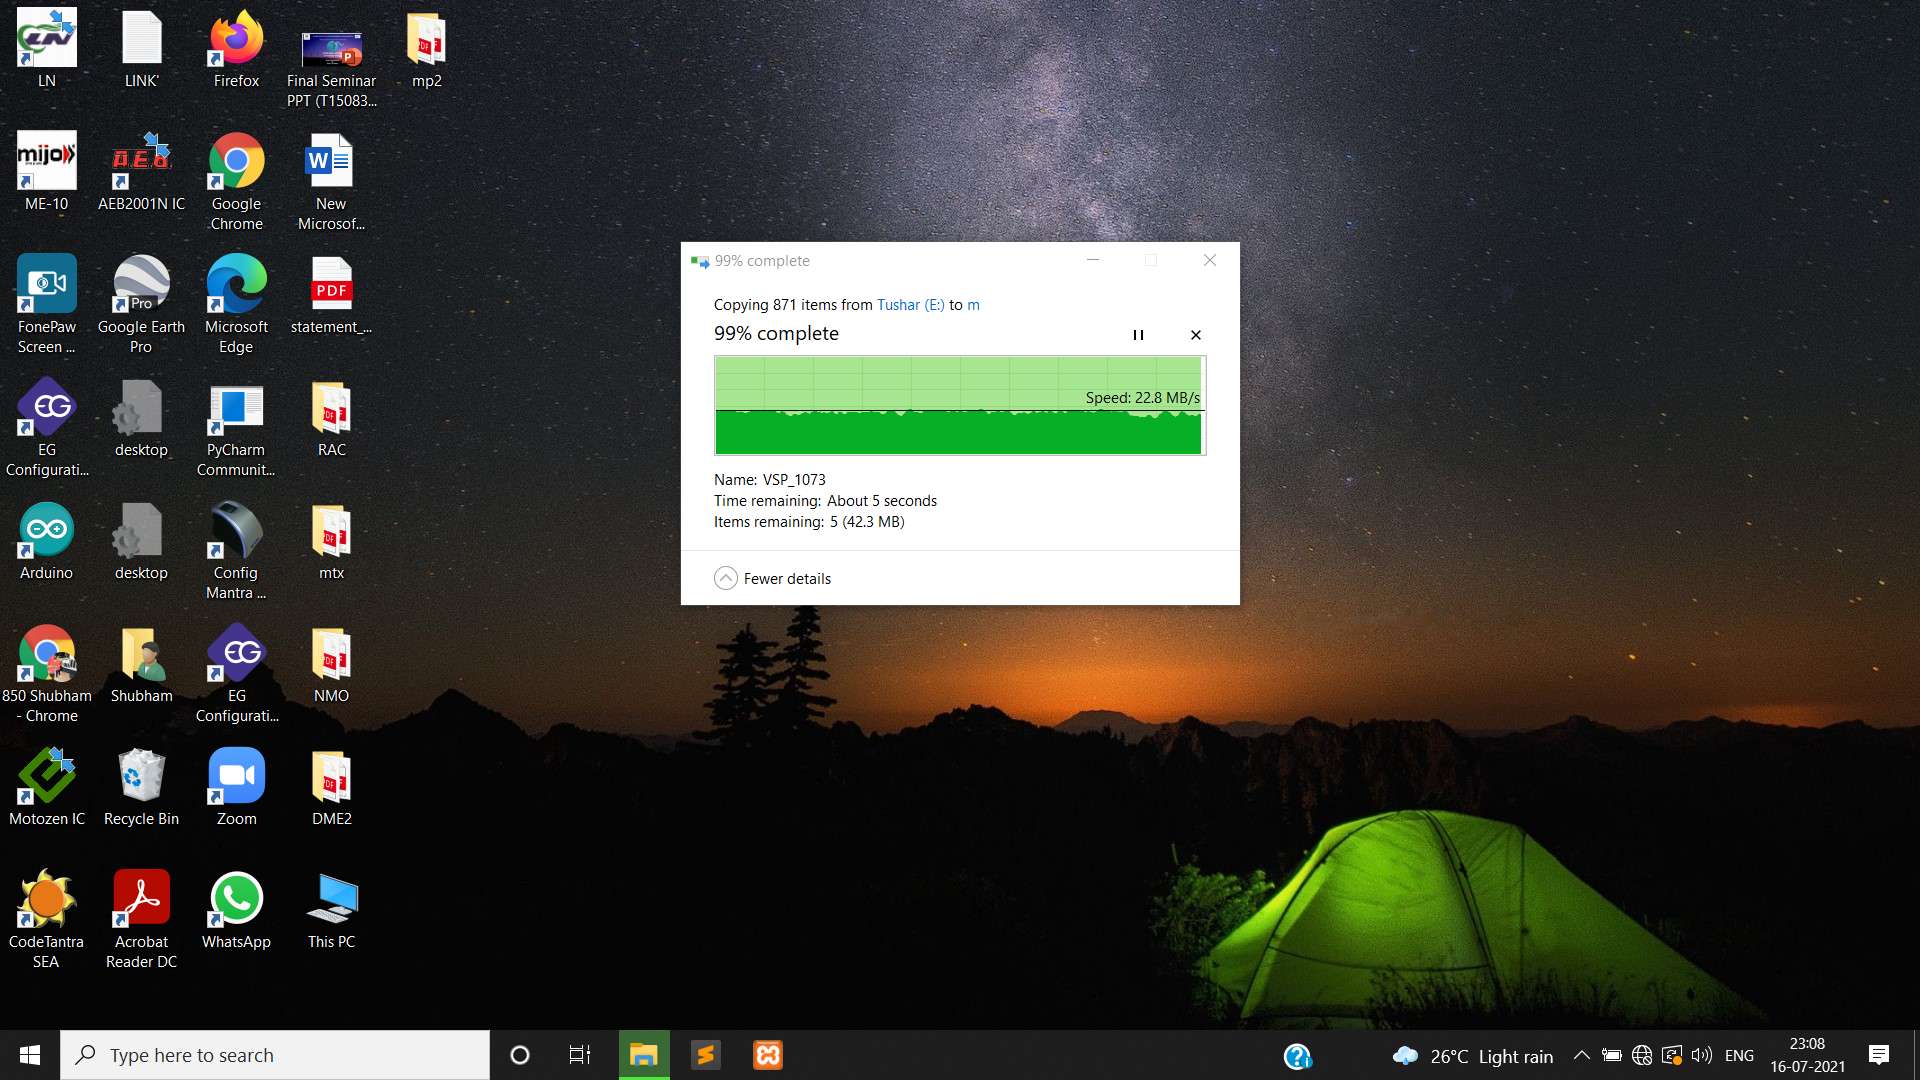 LN
LINK'
Firefox
Final Seminar
PPT (T15083...
mp2
mijo
ME-10
AEB2001N IC
Google
Chrome
W
New
Microsof...
FonePaw
Screen ...
Pro
Google Earth
Pro
Microsoft
Edge
PDF
statement_...
EG
EG
Configurati...
desktop
PyCharm
Communit...
RAC
Arduino
desktop
Config
Mantra ...
mtx
850 Shubham
- Chrome
Shubham
EG
EG
Configurati...
NMO
Motozen IC
Recycle Bin
Zoom
DME2
CodeTantra
SEA
Acrobat
Reader DC
WhatsApp
This PC
99% complete
Copying 871 items from Tushar (E:) to m
99% complete
Speed: 22.8 MB/s
Name: VSP_1073
Time remaining: About 5 seconds
Items remaining: 5 (42.3 MB)
Fewer details
Type here to search
26°C Light rain
ENG
23:08
16-07-2021